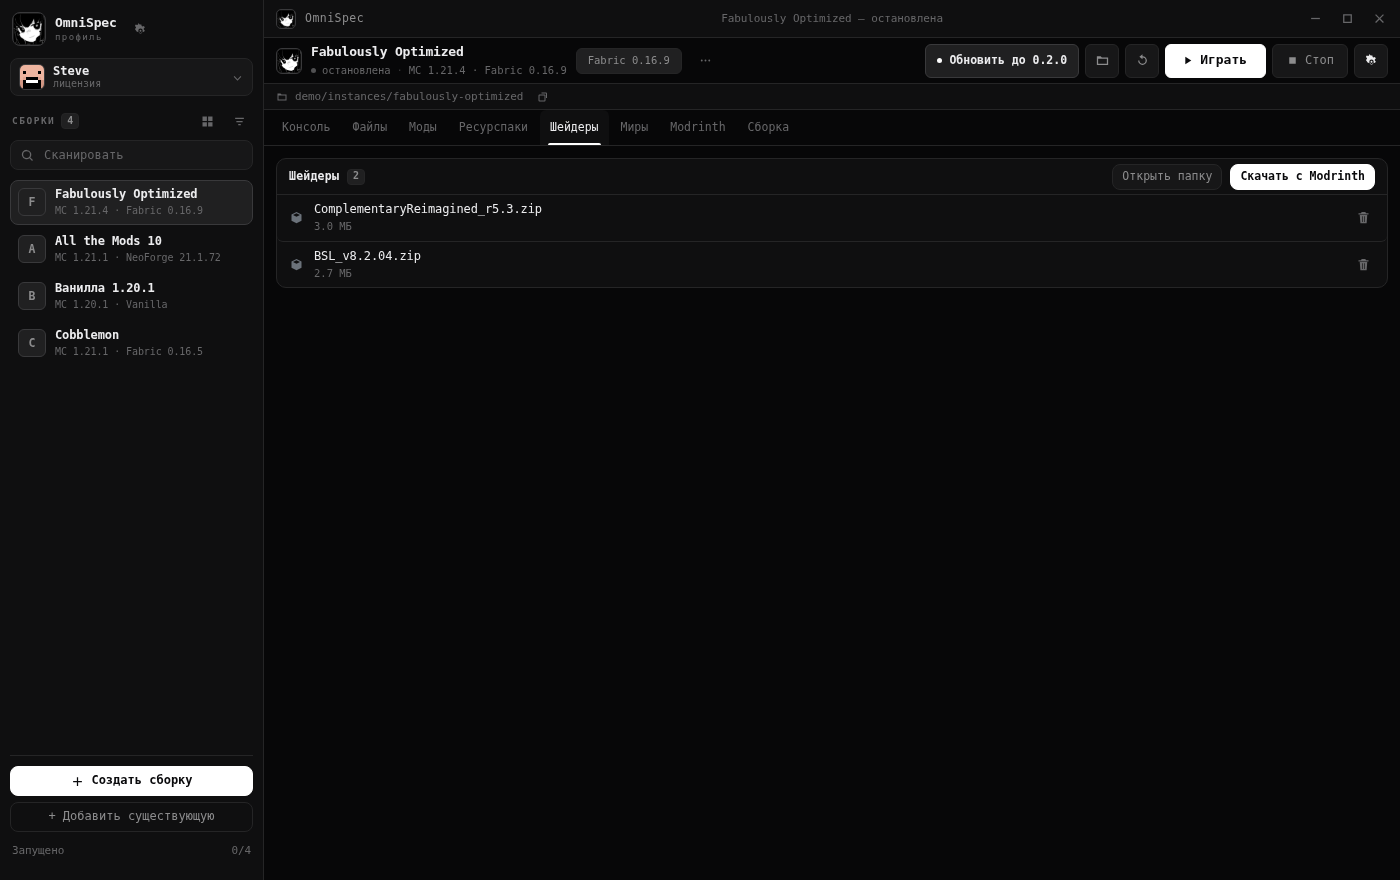 OmniSpec
профиль
Steve
лицензия
СБОРКИ 4
Сканировать
F
Fabulously Optimized
MC 1.21.4 · Fabric 0.16.9
A
All the Mods 10
MC 1.21.1 · NeoForge 21.1.72
B
Ванилла 1.20.1
MC 1.20.1 · Vanilla
C
Cobblemon
MC 1.21.1 · Fabric 0.16.5
+ Создать сборку
+ Добавить существующую
Запущено 0/4
OmniSpec
Fabulously Optimized — остановлена
Fabulously Optimized
остановлена · MC 1.21.4 · Fabric 0.16.9
Fabric 0.16.9
···
Обновить до 0.2.0
Играть
Стоп
demo/instances/fabulously-optimized
Консоль Файлы Моды Ресурспаки Шейдеры Миры Modrinth Сборка
Шейдеры 2
Открыть папку
Скачать с Modrinth
ComplementaryReimagined_r5.3.zip
3.0 МБ
BSL_v8.2.04.zip
2.7 МБ